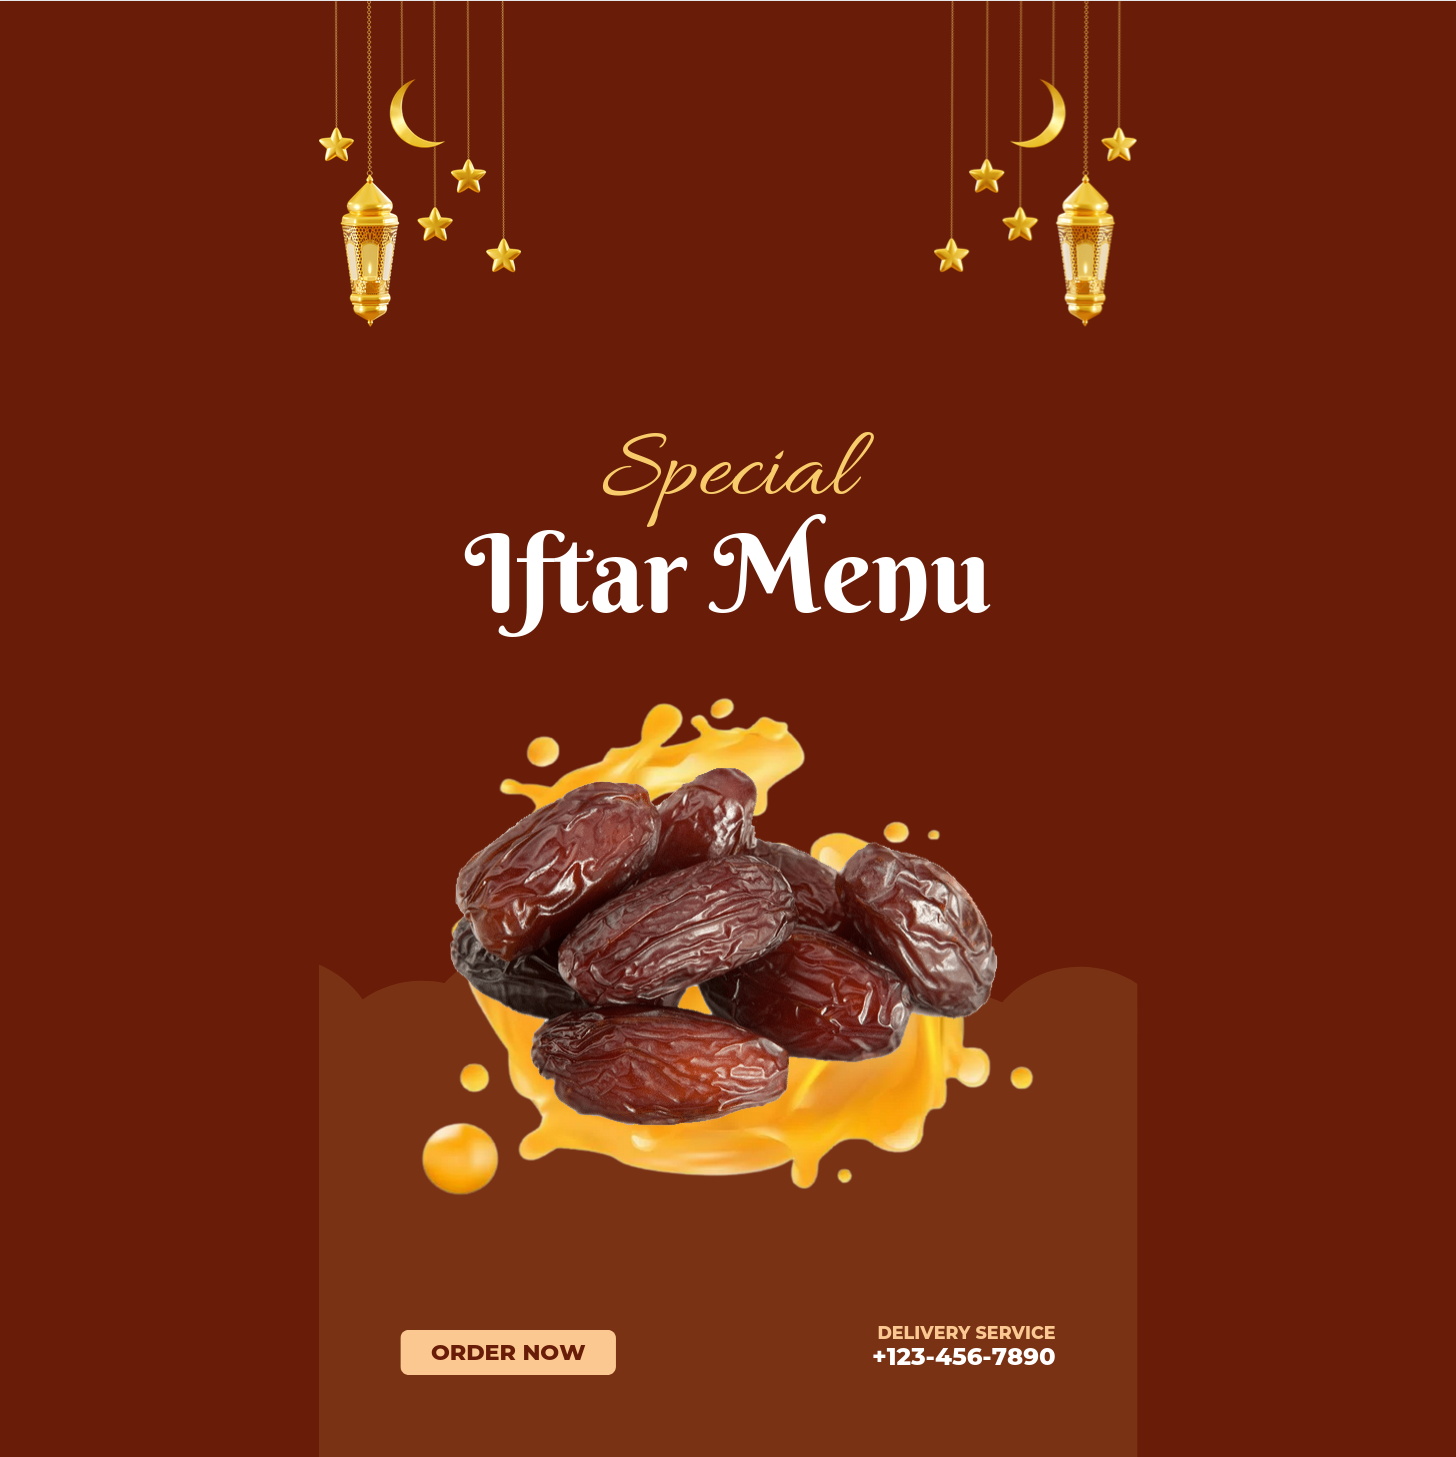 Special
Iftar Menu
ORDER NOW
DELIVERY SERVICE
+123-456-7890